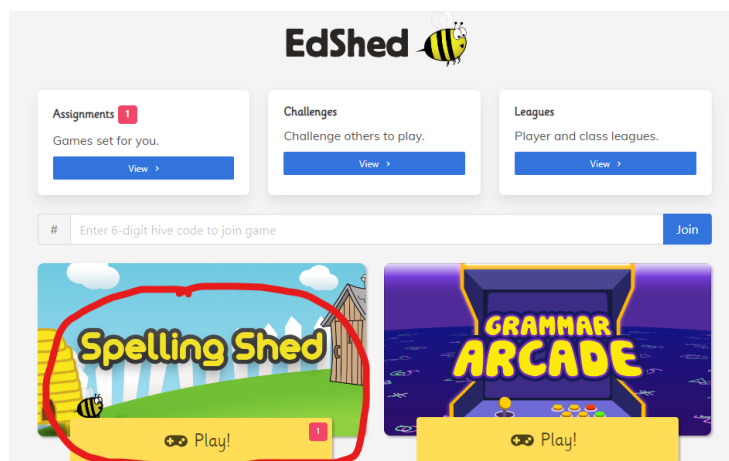 EdShed
Assignments 1
Games set for you.
View >
Challenges
Challenge others to play.
View >
Leagues
Player and class leagues.
View >
# Enter 6-digit hive code to join game Join
Spelling Shed
Play! 1
GRAMMAR
ARCADE
Play!